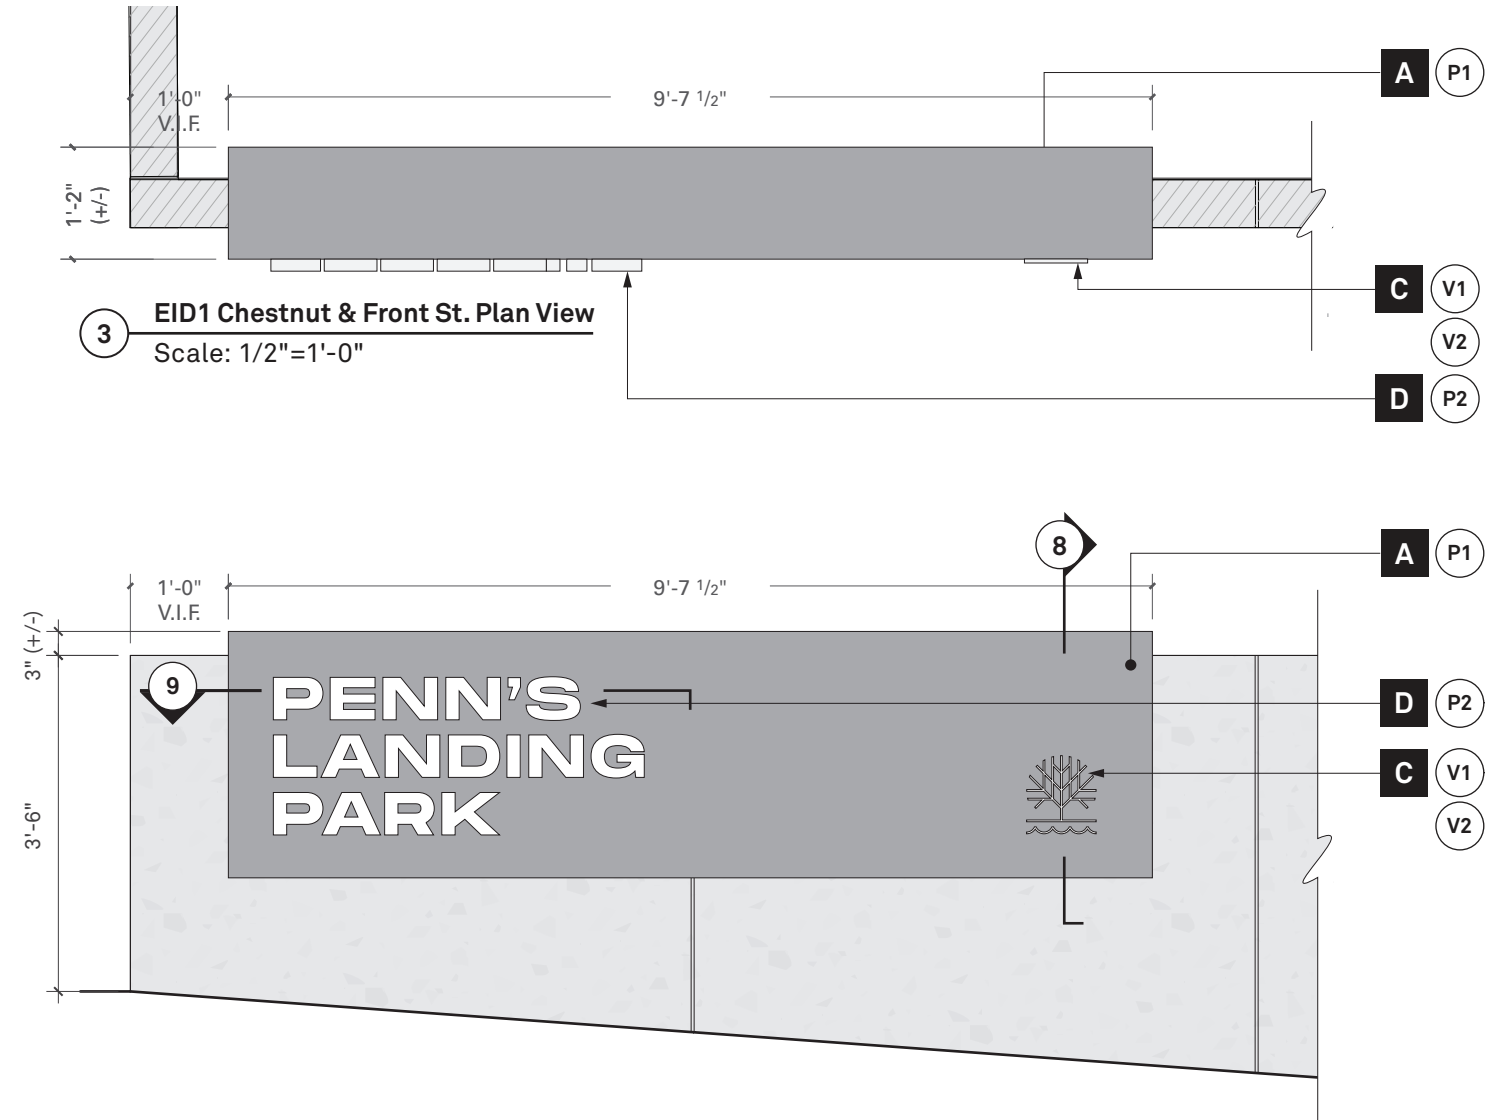 A P1
1'-0"
V.I.F.
9'-7 1/2"
1'-2"
(+/-)
C V1
V2
D P2
3
EID1 Chestnut & Front St. Plan View
Scale: 1/2"=1'-0"
8
A P1
1'-0"
V.I.F.
9'-7 1/2"
3" (+/-)
9
PENN'S
LANDING
PARK
D P2
C V1
V2
3'-6"